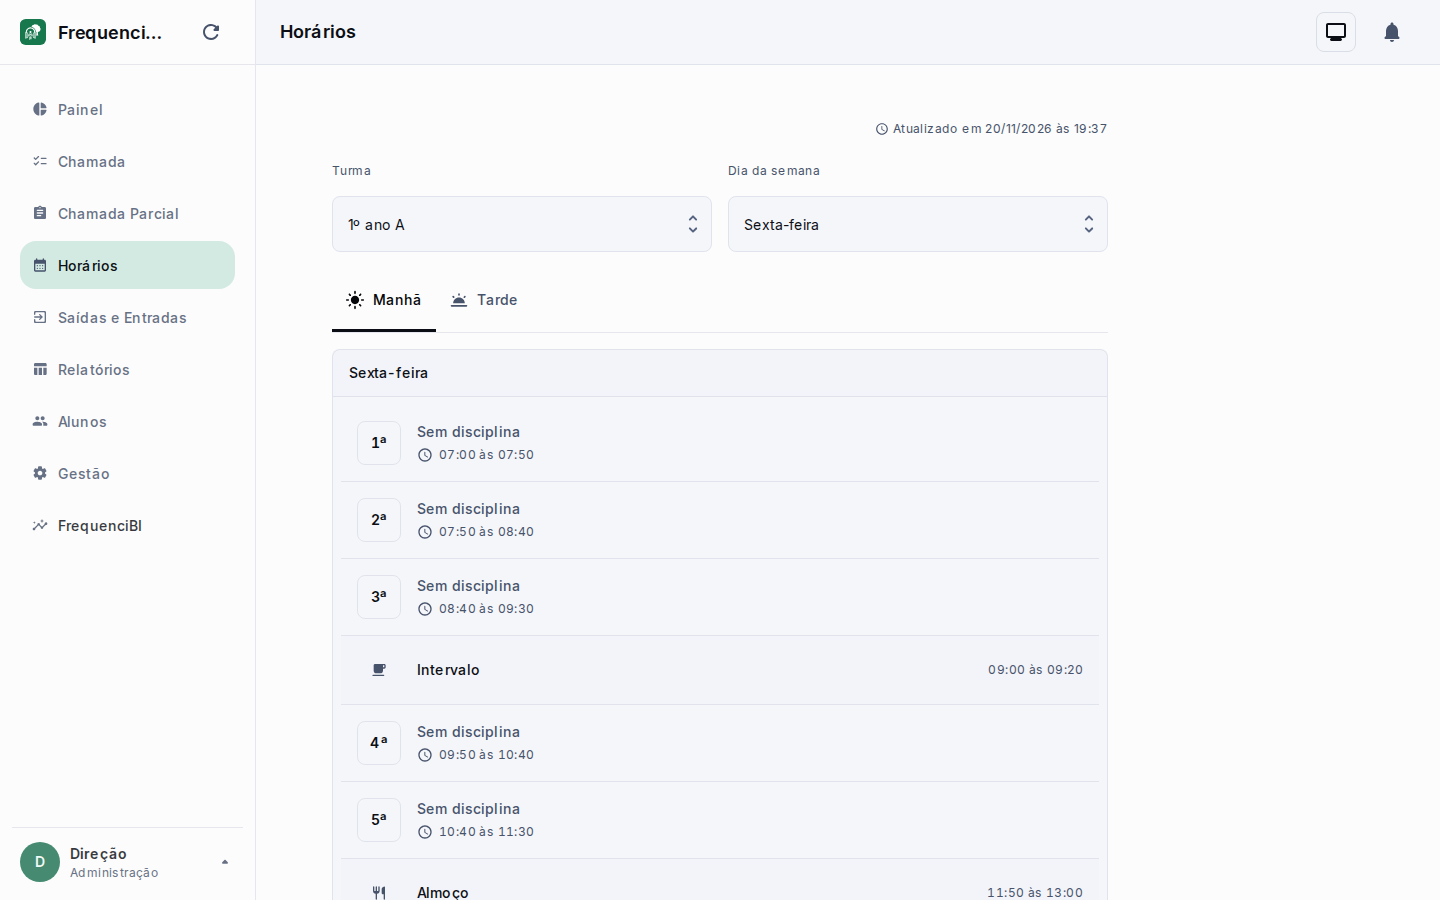 Frequenci...
Horários
Painel
Chamada
Chamada Parcial
Horários
Saídas e Entradas
Relatórios
Alunos
Gestão
FrequenciBI
D
Direção
Administração
Atualizado em 20/11/2026 às 19:37
Turma
Dia da semana
1º ano A
Sexta-feira
Manhã
Tarde
Sexta-feira
1ª
Sem disciplina
07:00 às 07:50
2ª
Sem disciplina
07:50 às 08:40
3ª
Sem disciplina
08:40 às 09:30
Intervalo
09:00 às 09:20
4ª
Sem disciplina
09:50 às 10:40
5ª
Sem disciplina
10:40 às 11:30
Almoço
11:50 às 13:00